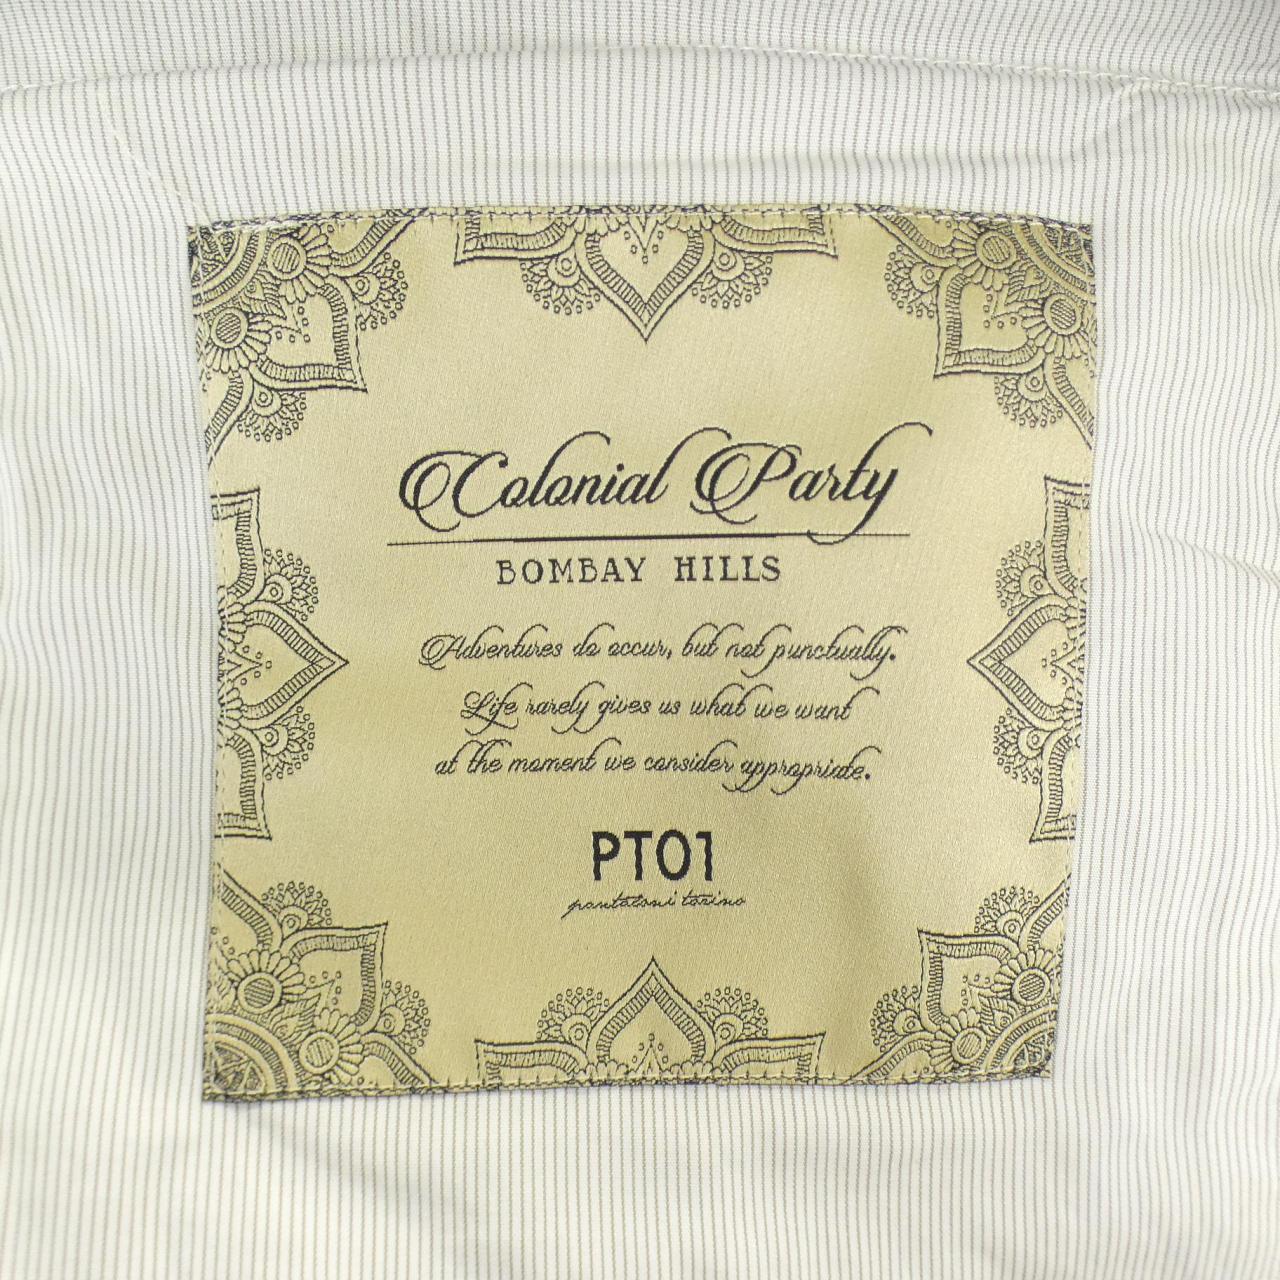 Colonial Party
BOMBAY HILLS
Adventures do occur, but not punctually.
Life rarely gives us what we want
at the moment we consider appropriate.
PT01
pantaloni torino